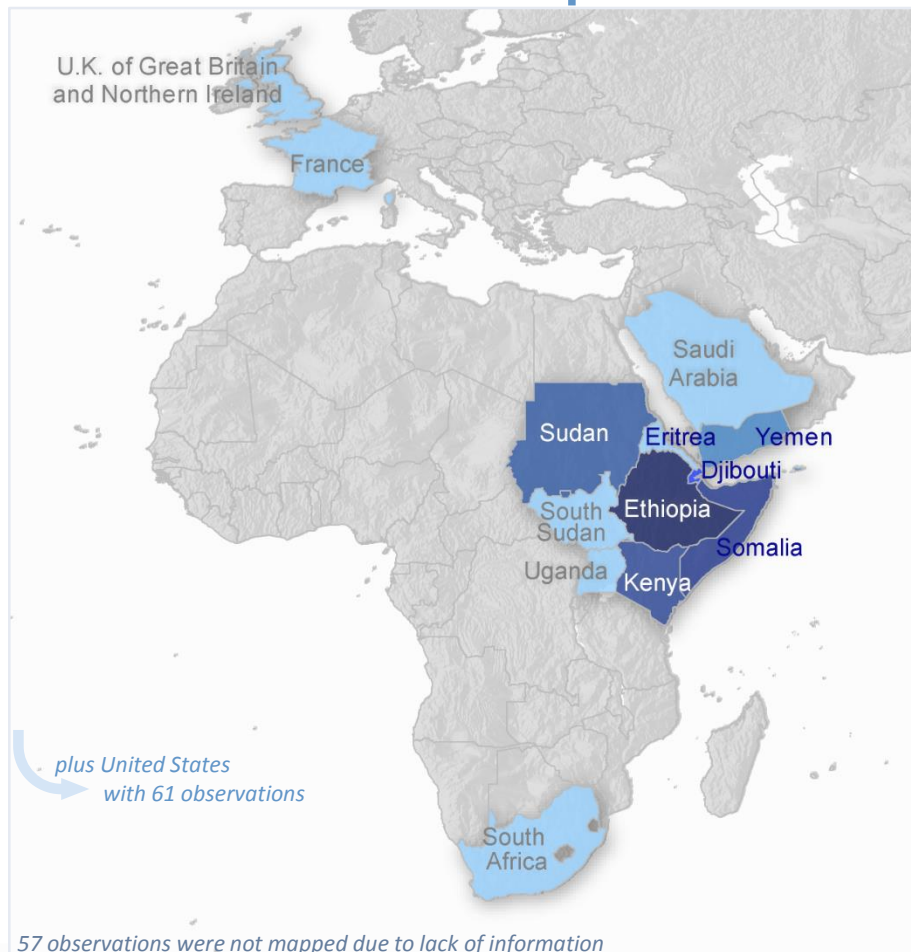 U.K. of Great Britain
and Northern Ireland
France
Saudi
Arabia
Sudan
Eritrea
Yemen
Djibouti
South
Sudan
Ethiopia
Somalia
Uganda
Kenya
plus United States
with 61 observations
South
Africa
57 observations were not mapped due to lack of information